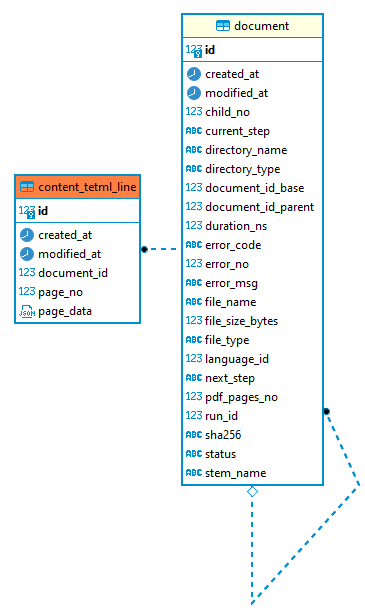 document
123 id
created_at
modified_at
123 child_no
ABC current_step
ABC directory_name
ABC directory_type
123 document_id_base
123 document_id_parent
123 duration_ns
ABC error_code
123 error_no
ABC error_msg
ABC file_name
123 file_size_bytes
ABC file_type
123 language_id
ABC next_step
123 pdf_pages_no
123 run_id
ABC sha256
ABC status
ABC stem_name
content_tetml_line
123 id
created_at
modified_at
123 document_id
123 page_no
JSON page_data